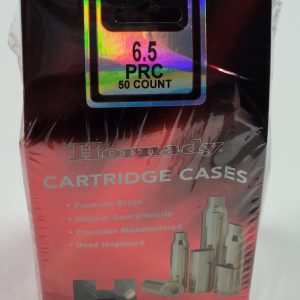 6.5
PRC
50 COUNT
Hornady
CARTRIDGE CASES
• Premium Brass
• Uniform Concentricity
• Precision Manufactured
• Hand Inspected